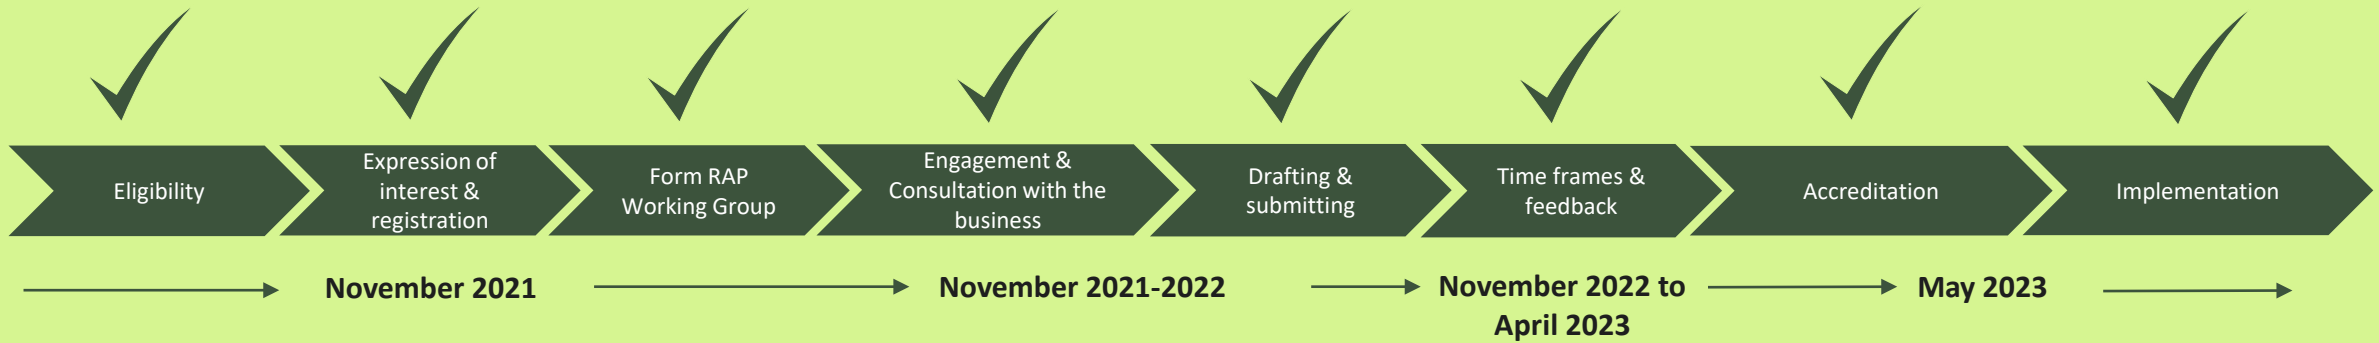 Eligibility
Expression of
interest &
registration
Form RAP
Working Group
Engagement &
Consultation with the
business
Drafting &
submitting
Time frames &
feedback
Accreditation
Implementation
November 2021
November 2021-2022
November 2022 to
April 2023
May 2023